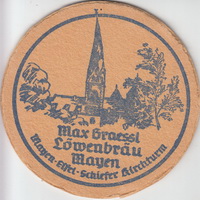 Max Graessl
Löwenbräu
Mayen
Mayen-Eifel-Schiefer Kirchturm